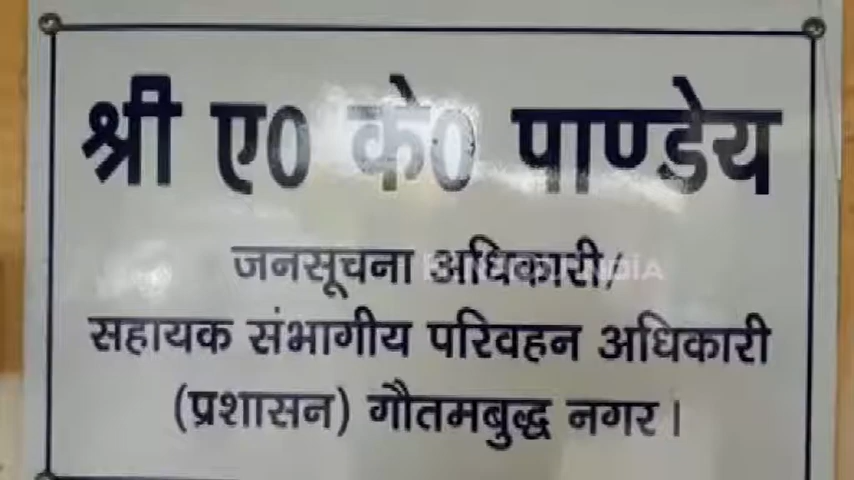 श्री ए0 के0 पाण्डेय
जनसूचना अधिकारी/
सहायक संभागीय परिवहन अधिकारी
(प्रशासन) गौतमबुद्ध नगर।